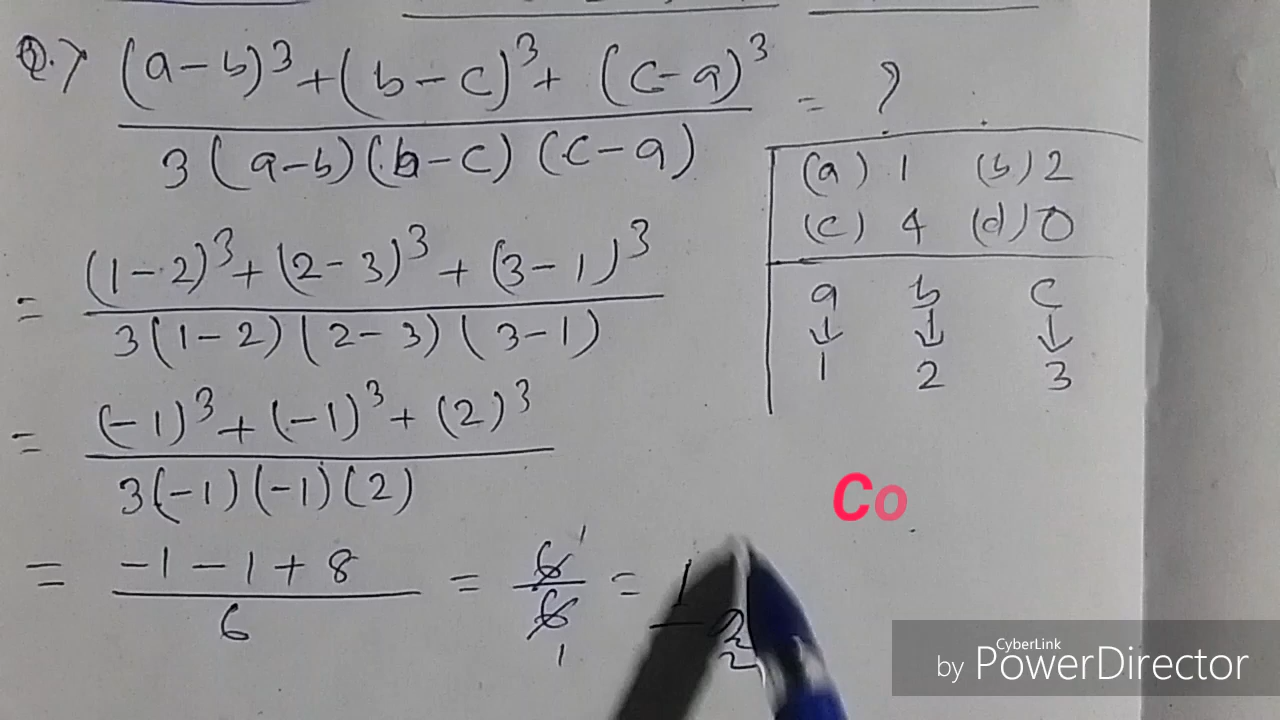 Q.> (a-b)³+(b-c)³+(c-a)³ / 3(a-b)(b-c)(c-a) = ?
(a) 1 (b) 2
(c) 4 (d) 0
a b c
↓ ↓ ↓
1 2 3
= (1-2)³+(2-3)³+(3-1)³ / 3(1-2)(2-3)(3-1)
= (-1)³+(-1)³+(2)³ / 3(-1)(-1)(2)
= -1-1+8 / 6 = 6 1 / 6 1 = 1
Co
CyberLink
by PowerDirector